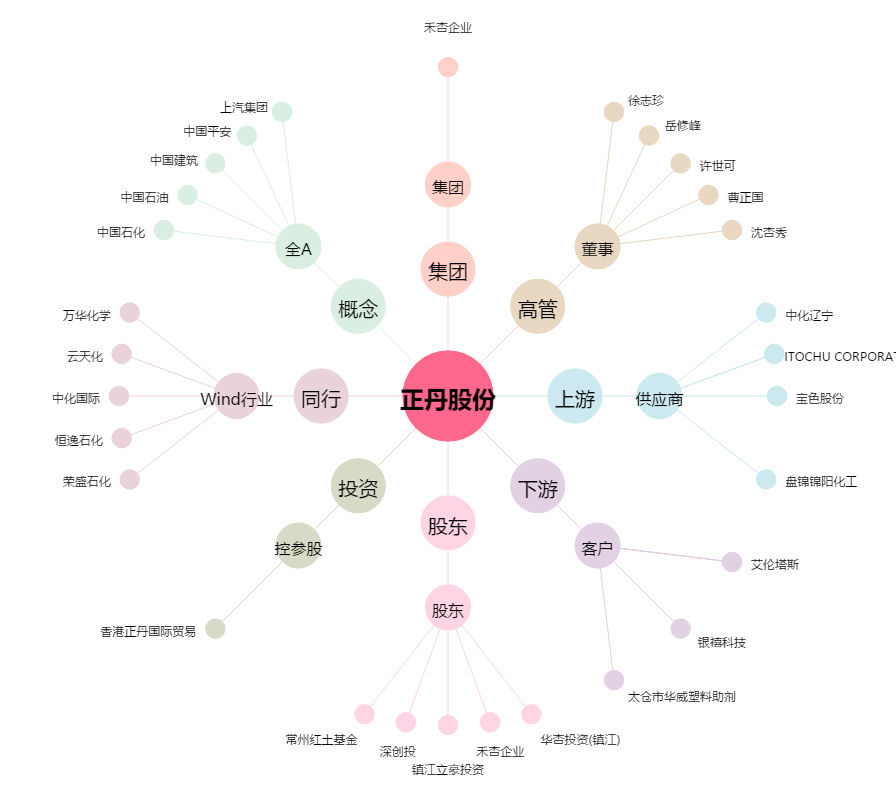 禾杏企业
集团
集团
徐志珍
岳修峰
许世可
曹正国
沈杏秀
董事
高管
上汽集团
中国平安
中国建筑
中国石油
中国石化
全A
概念
万华化学
云天化
中化国际
恒逸石化
荣盛石化
Wind行业
同行
正丹股份
上游
供应商
中化辽宁
ITOCHU CORPORAT
宝色股份
盘锦锦阳化工
投资
控参股
香港正丹国际贸易
下游
客户
艾伦塔斯
银禧科技
太仓市华威塑料助剂
股东
股东
常州红土基金
深创投
镇江立豪投资
禾杏企业
华杏投资(镇江)